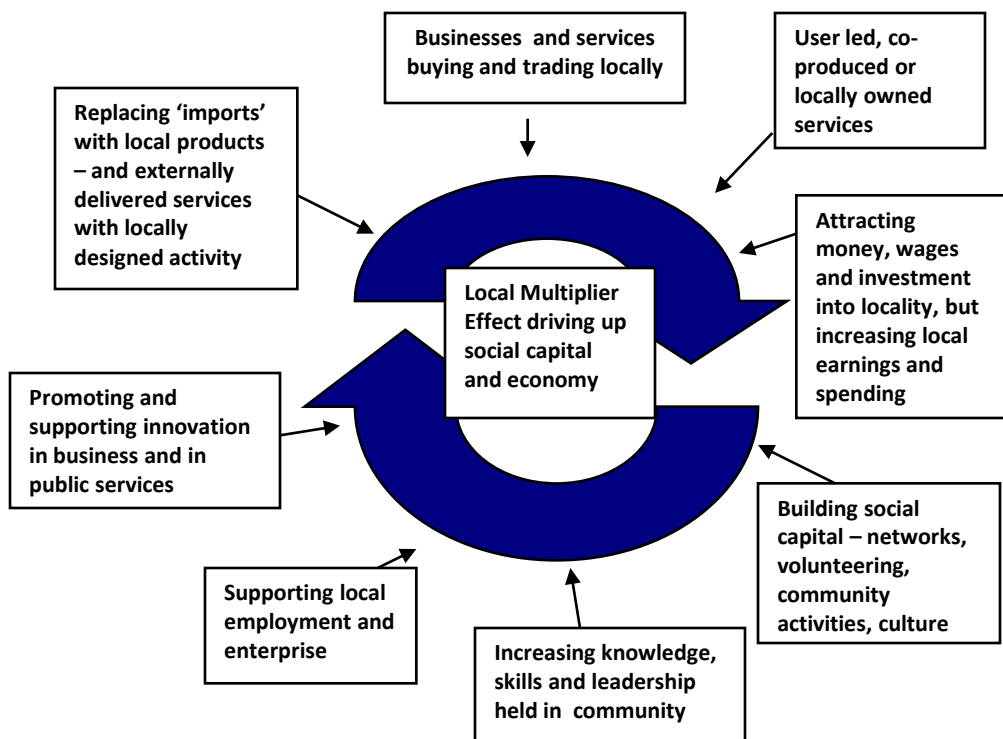 Businesses and services
buying and trading locally
User led, co-
produced or
locally owned
services
Replacing ‘imports’
with local products
– and externally
delivered services
with locally
designed activity
Attracting
money, wages
and investment
into locality, but
increasing local
earnings and
spending
Local Multiplier
Effect driving up
social capital
and economy
Promoting and
supporting innovation
in business and in
public services
Building social
capital – networks,
volunteering,
community
activities, culture
Supporting local
employment and
enterprise
Increasing knowledge,
skills and leadership
held in community